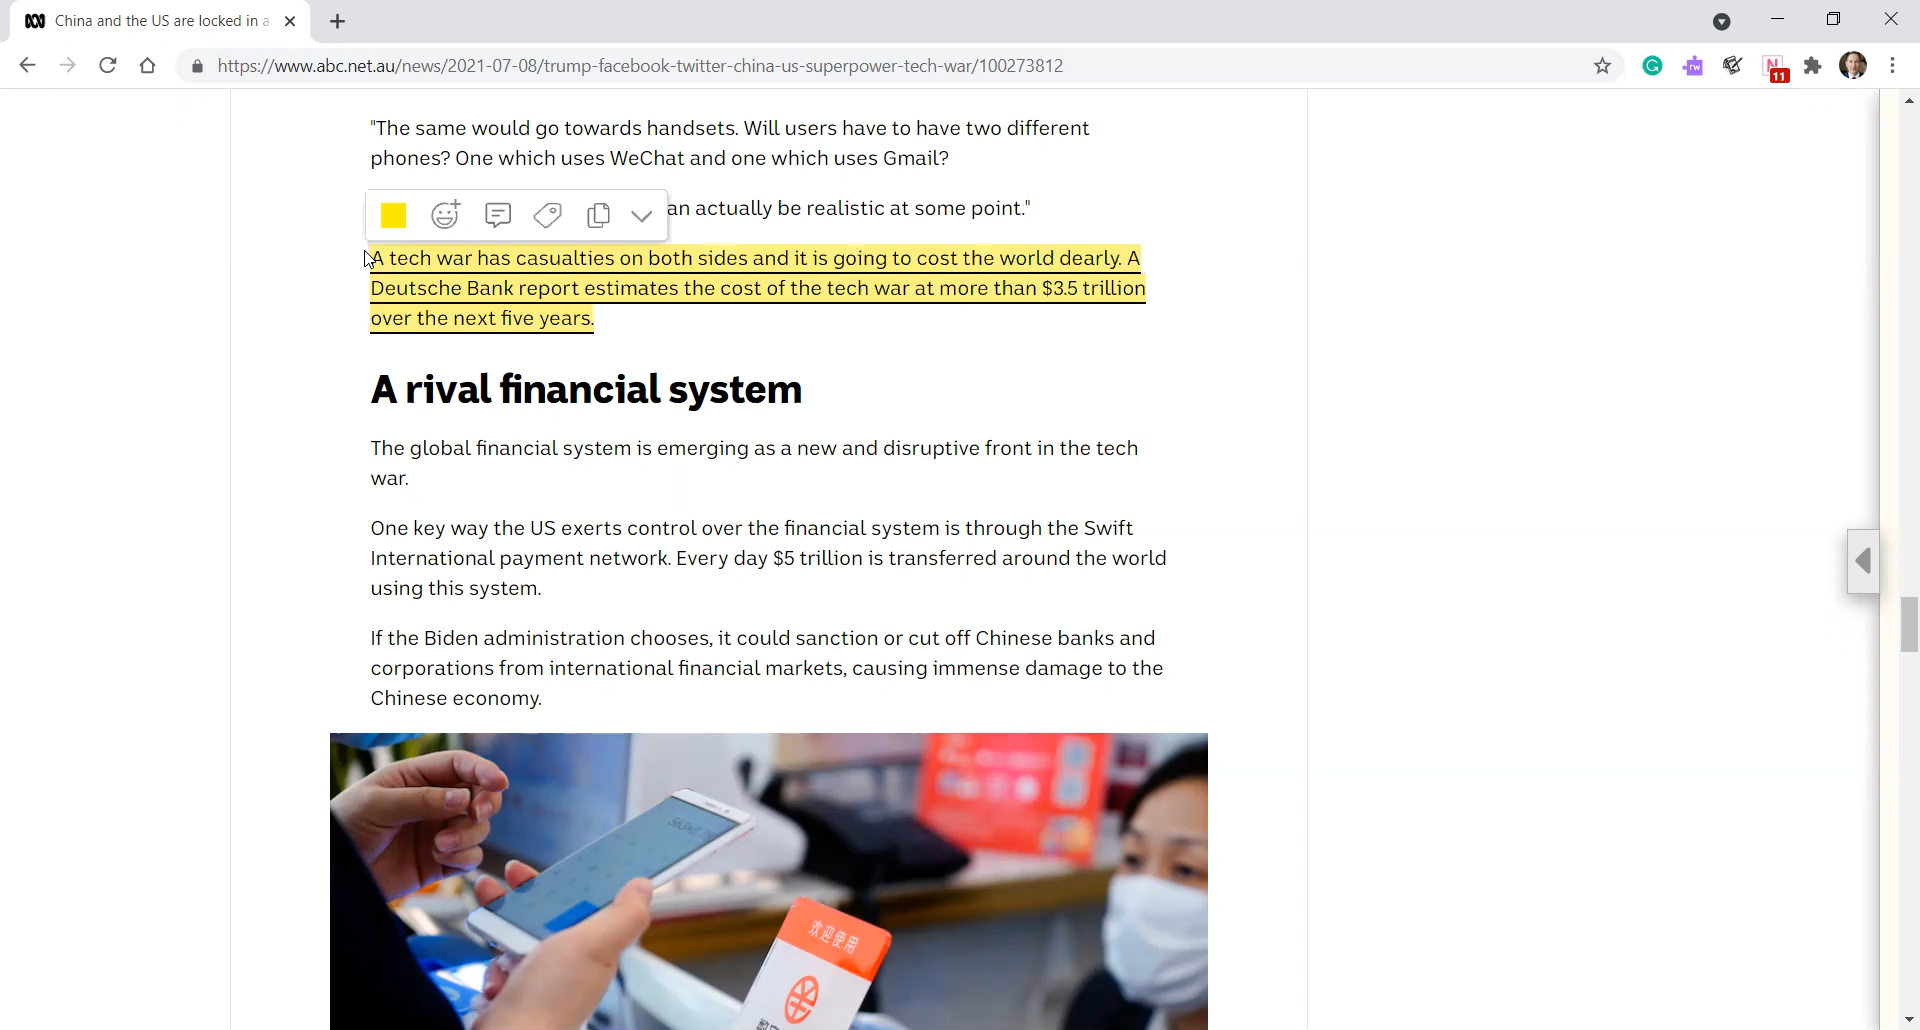 China and the US are locked in a
https://www.abc.net.au/news/2021-07-08/trump-facebook-twitter-china-us-superpower-tech-war/100273812
rw
N
11
"The same would go towards handsets. Will users have to have two different
phones? One which uses WeChat and one which uses Gmail?
an actually be realistic at some point."
A tech war has casualties on both sides and it is going to cost the world dearly. A
Deutsche Bank report estimates the cost of the tech war at more than $3.5 trillion
over the next five years.
A rival financial system
The global financial system is emerging as a new and disruptive front in the tech
war.
One key way the US exerts control over the financial system is through the Swift
International payment network. Every day $5 trillion is transferred around the world
using this system.
If the Biden administration chooses, it could sanction or cut off Chinese banks and
corporations from international financial markets, causing immense damage to the
Chinese economy.
欢迎使用